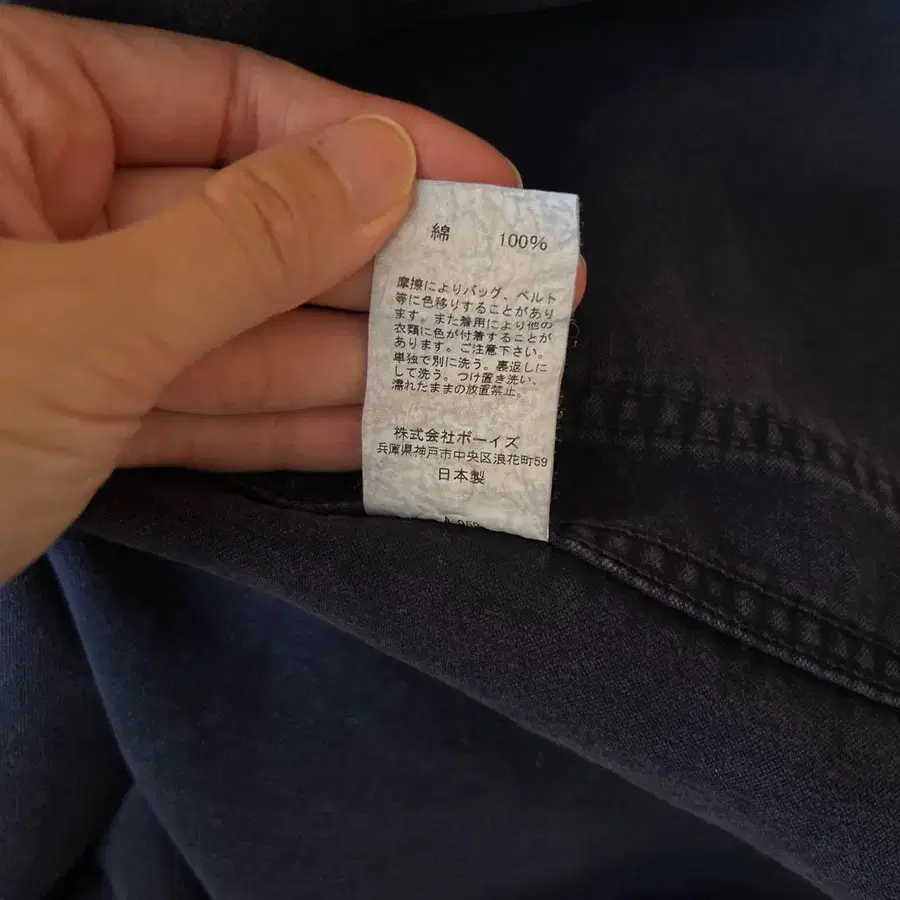 綿 100%
摩擦によりバッグ、ベルト
等に色移りすることがあり
ます。また着用により他の
衣類に色が付着することが
あります。ご注意下さい。
単独で別に洗う。裏返しに
して洗う。つけ置き洗い、
濡れたままの放置禁止。
株式会社ボーイズ
兵庫県神戸市中央区浪花町59
日本製